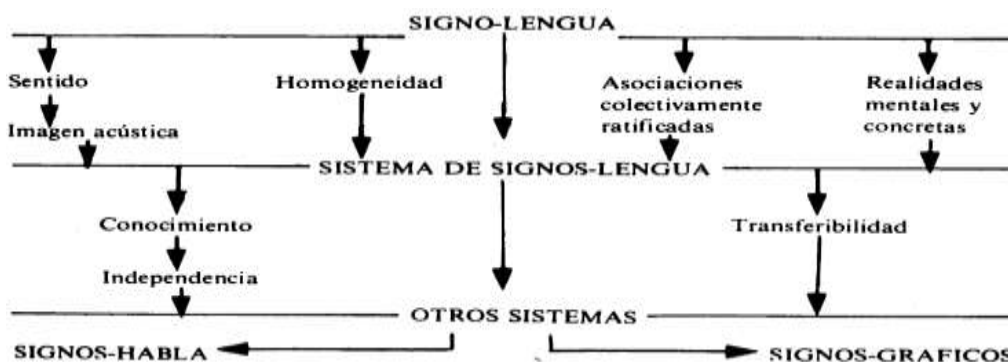 SIGNO-LENGUA
Sentido
Imagen acústica
Homogeneidad
Asociaciones
colectivamente
ratificadas
Realidades
mentales y
concretas
SISTEMA DE SIGNOS-LENGUA
Conocimiento
Independencia
Transferibilidad
OTROS SISTEMAS
SIGNOS-HABLA
SIGNOS-GRAFICOS